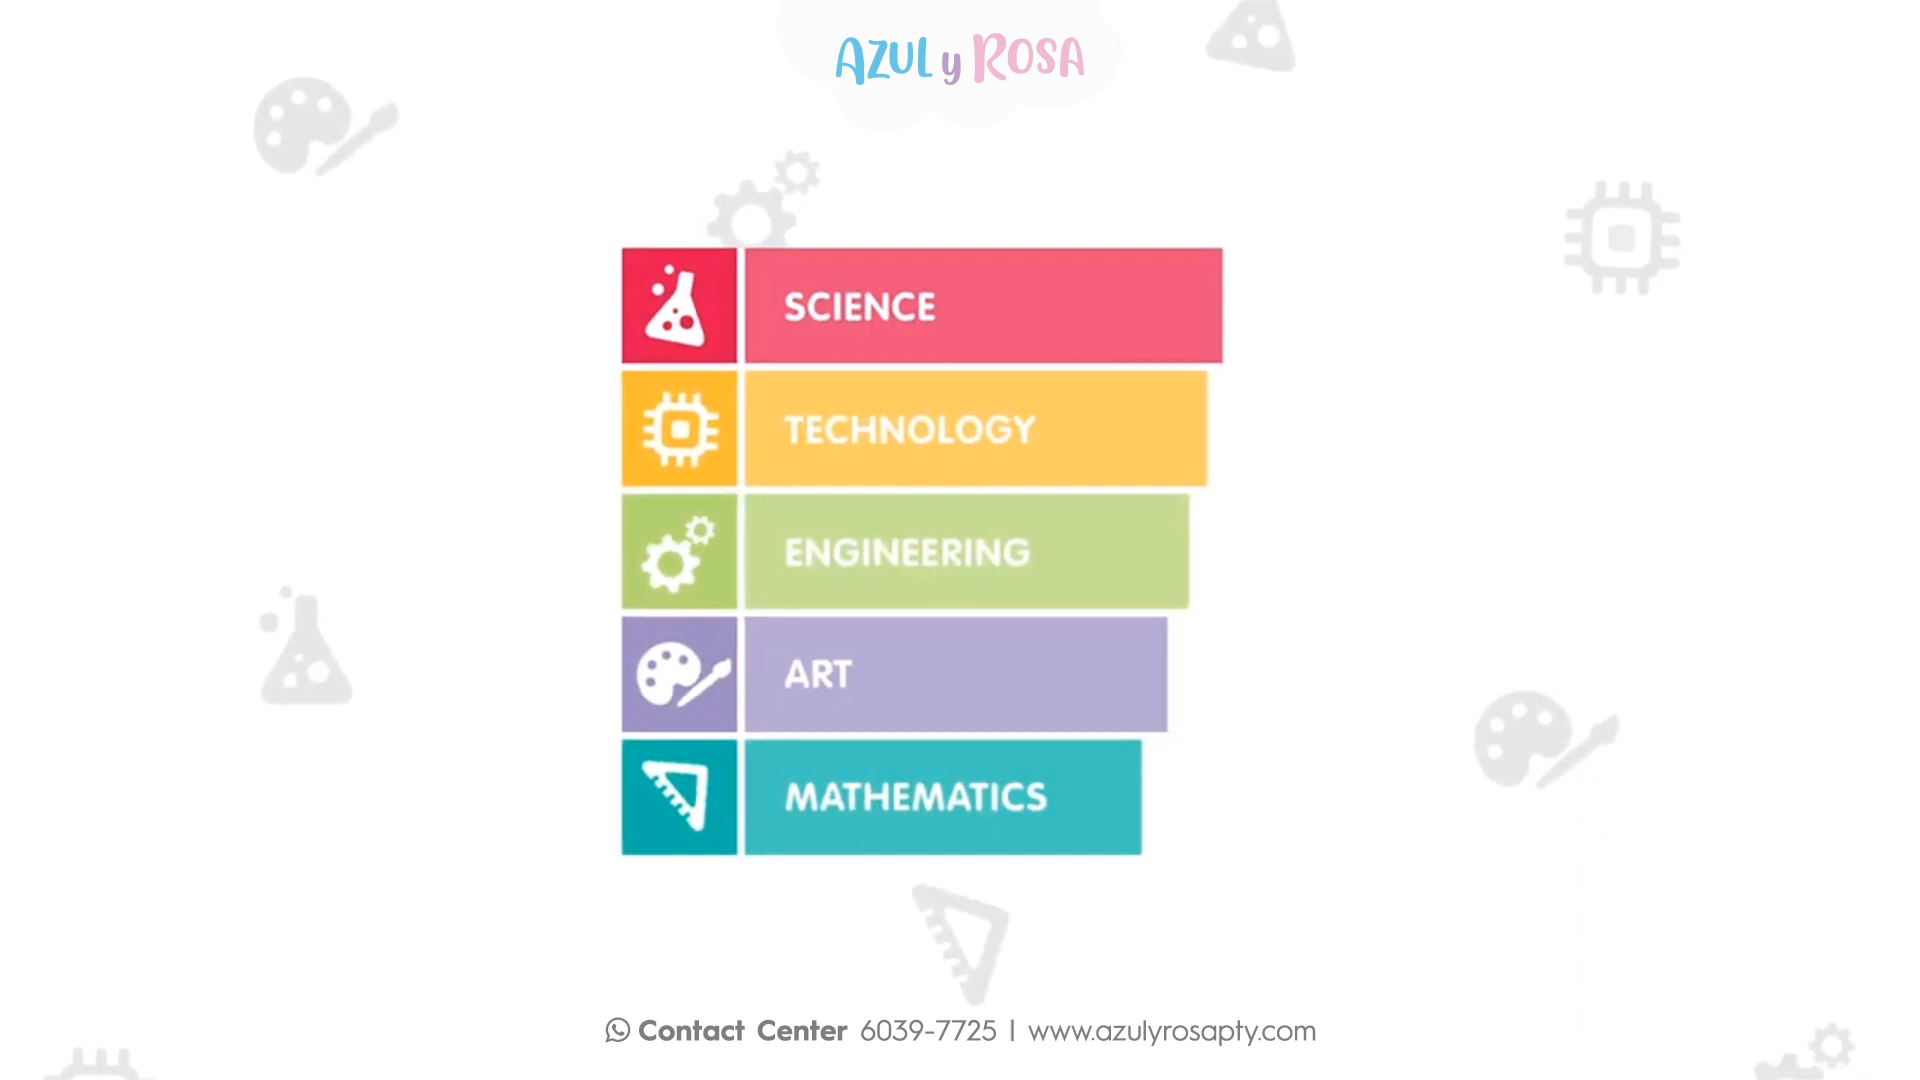 AZUL y ROSA
SCIENCE
TECHNOLOGY
ENGINEERING
ART
MATHEMATICS
Contact Center 6039-7725 | www.azulyrosapty.com